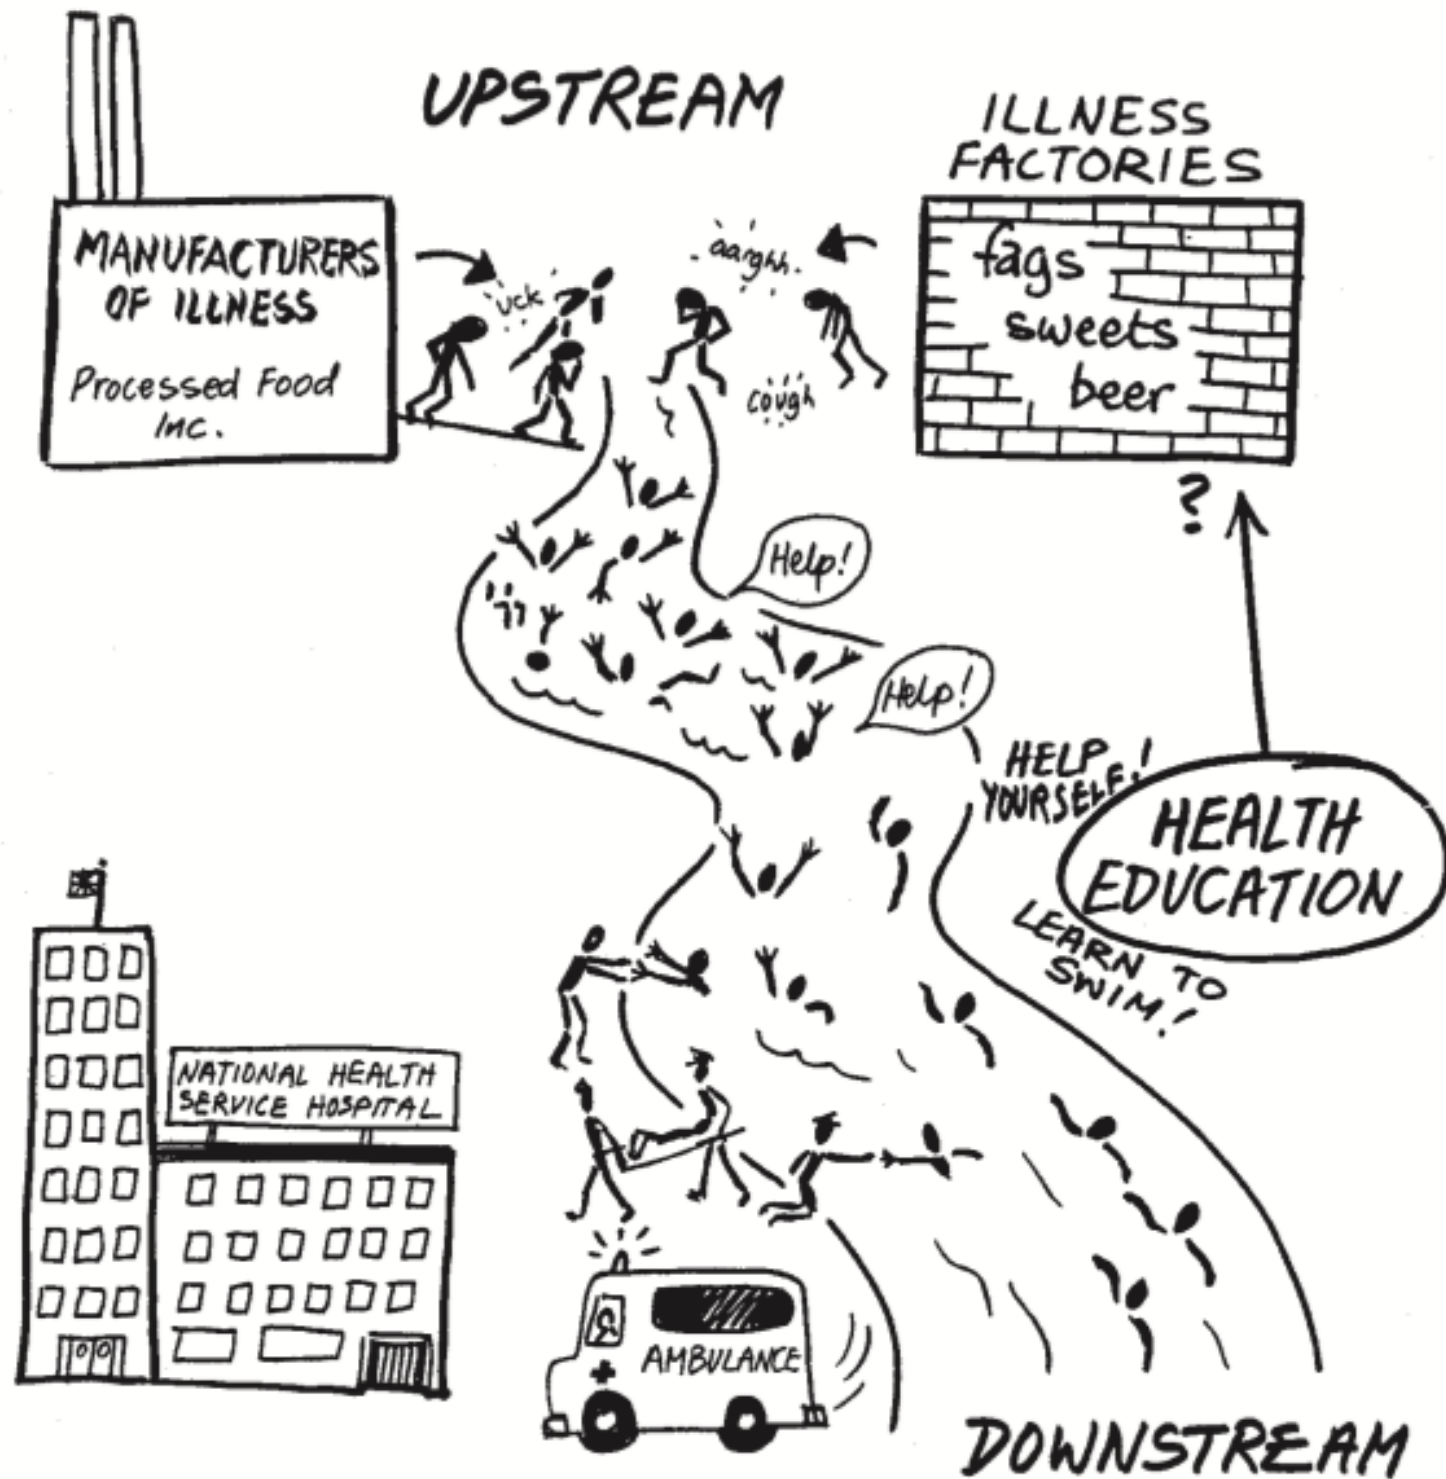 UPSTREAM
ILLNESS
FACTORIES
MANUFACTURERS
OF ILLNESS
Processed Food
Inc.
uck
aarghh
cough
fags
sweets
beer
?
Help!
Help!
HELP
YOURSELF!
HEALTH
EDUCATION
LEARN TO
SWIM!
NATIONAL HEALTH
SERVICE HOSPITAL
AMBULANCE
DOWNSTREAM